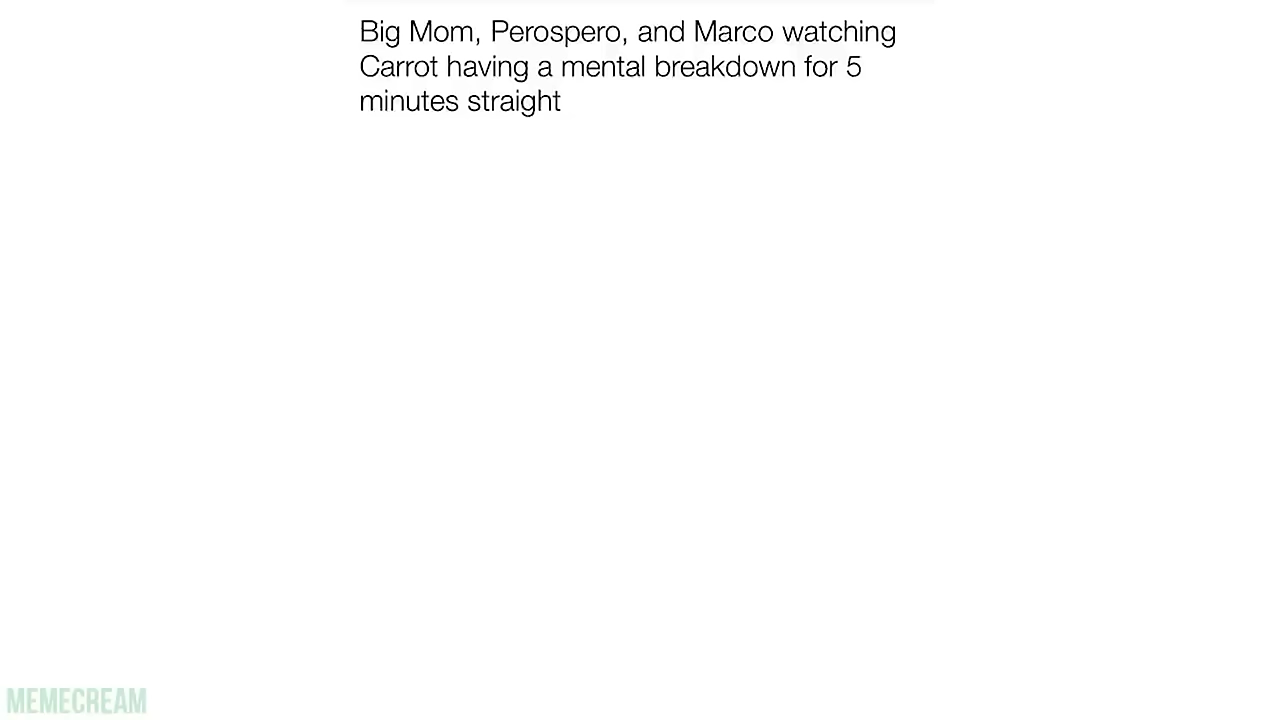 Big Mom, Perospero, and Marco watching
Carrot having a mental breakdown for 5
minutes straight
MEMECREAM